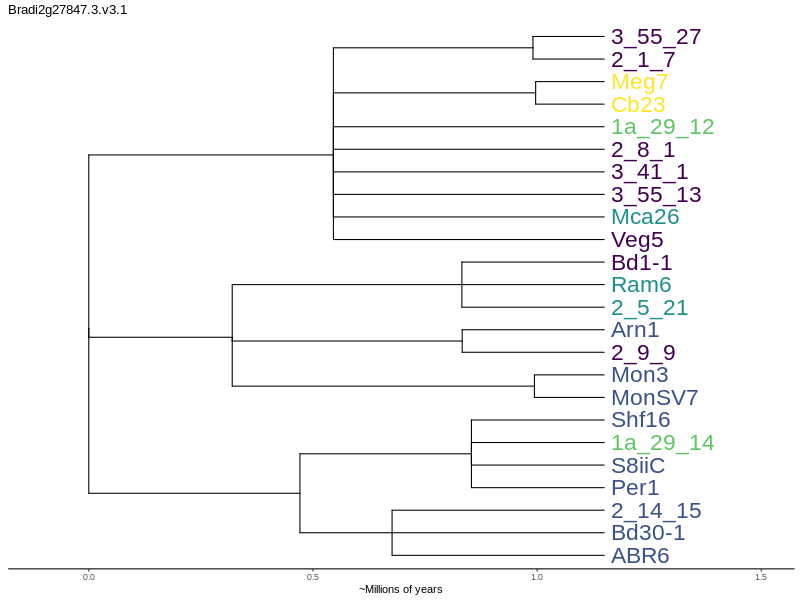 Bradi2g27847.3.v3.1
3_55_27
2_1_7
Meg7
Cb23
1a_29_12
2_8_1
3_41_1
3_55_13
Mca26
Veg5
Bd1-1
Ram6
2_5_21
Arn1
2_9_9
Mon3
MonSV7
Shf16
1a_29_14
S8iiC
Per1
2_14_15
Bd30-1
ABR6
0.0 0.5 1.0 1.5
~Millions of years